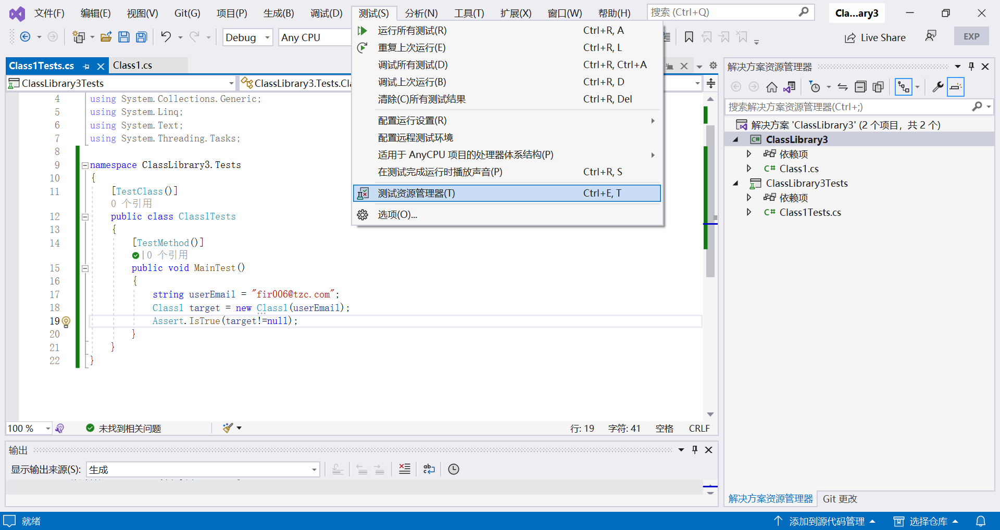 文件(F) 编辑(E) 视图(V) Git(G) 项目(P) 生成(B) 调试(D) 测试(S) 分析(N) 工具(T) 扩展(X) 窗口(W) 帮助(H) 搜索 (Ctrl+Q) Cla...ary3
Debug Any CPU Live Share EXP
运行所有测试(R) Ctrl+R, A
重复上次运行(E) Ctrl+R, L
调试所有测试(D) Ctrl+R, Ctrl+A
调试上次运行(B) Ctrl+R, D
清除(C)所有测试结果 Ctrl+R, Del
配置运行设置(R)
配置远程测试环境
适用于 AnyCPU 项目的处理器体系结构(P)
在测试完成运行时播放声音(P) Ctrl+R, S
测试资源管理器(T) Ctrl+E, T
选项(O)...
Class1Tests.cs Class1.cs
ClassLibrary3Tests ClassLibrary3.Tests.Cla
4 using System.Collections.Generic;
5 using System.Linq;
6 using System.Text;
7 using System.Threading.Tasks;
8
9 namespace ClassLibrary3.Tests
10 {
11 [TestClass()]
0 个引用
12 public class Class1Tests
13 {
14 [TestMethod()]
|0 个引用
15 public void MainTest()
16 {
17 string userEmail = "fir006@tzc.com";
18 Class1 target = new Class1(userEmail);
19 Assert.IsTrue(target!=null);
20 }
21 }
22 }
100 % 未找到相关问题 行: 19 字符: 41 空格 CRLF
输出
显示输出来源(S): 生成
解决方案资源管理器
搜索解决方案资源管理器(Ctrl+;)
解决方案 'ClassLibrary3' (2 个项目，共 2 个)
C# ClassLibrary3
依赖项
C# Class1.cs
ClassLibrary3Tests
依赖项
C# Class1Tests.cs
解决方案资源管理器 Git 更改
就绪 添加到源代码管理 选择仓库